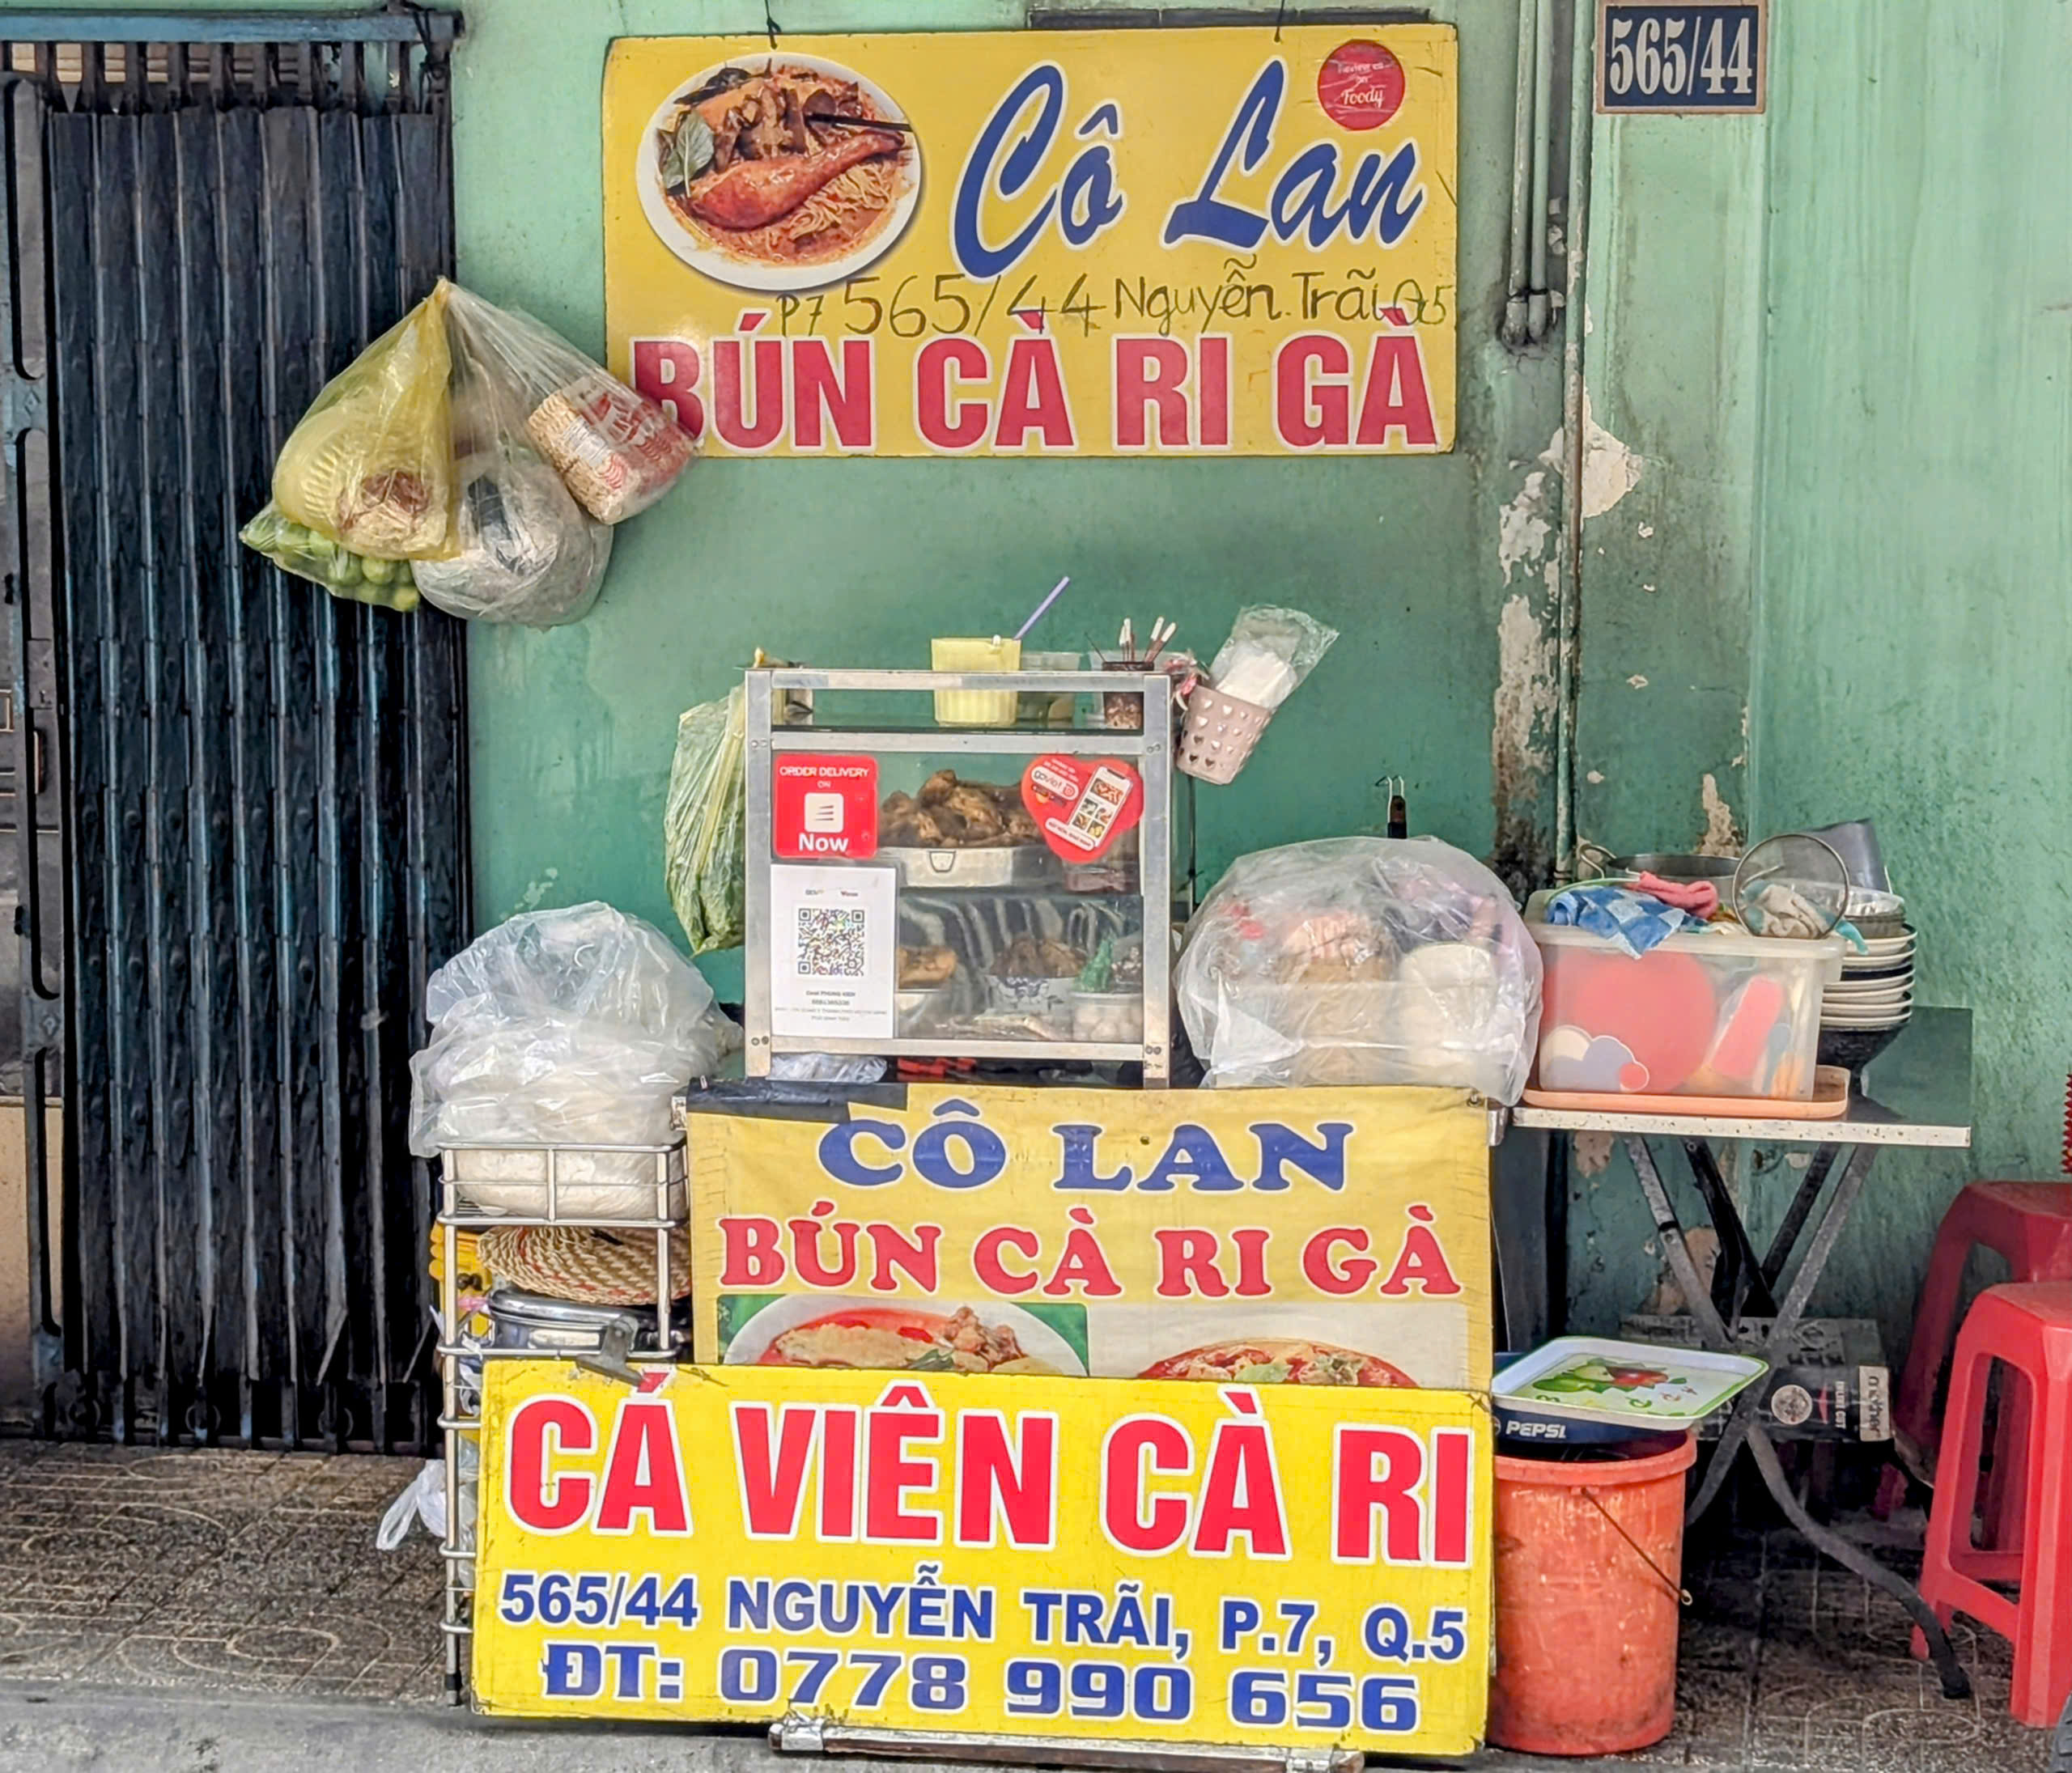 565/44
Cô Lan
Foody
P7 565/44 Nguyễn Trãi Q5
BÚN CÀ RI GÀ
ORDER DELIVERY
ON
Now
goviet
CÔ LAN
BÚN CÀ RI GÀ
CÁ VIÊN CÀ RI
565/44 NGUYỄN TRÃI, P.7, Q.5
ĐT: 0778 990 656
PEPSI